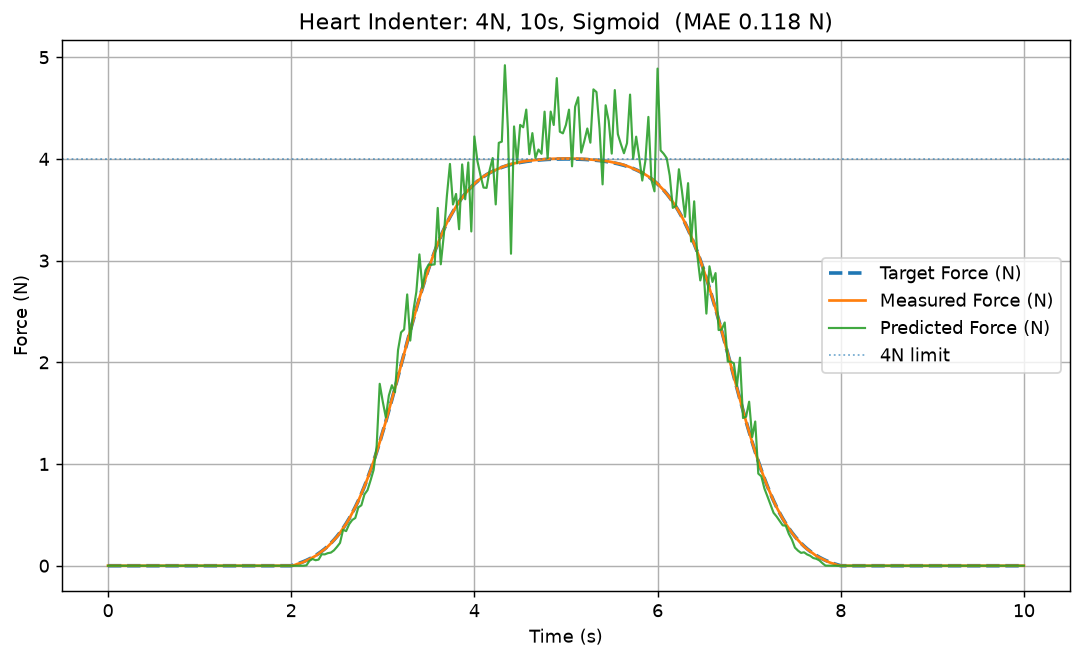 Heart Indenter: 4N, 10s, Sigmoid  (MAE 0.118 N)
5
4
3
2
1
0
Force (N)
Target Force (N)
Measured Force (N)
Predicted Force (N)
4N limit
0 2 4 6 8 10
Time (s)